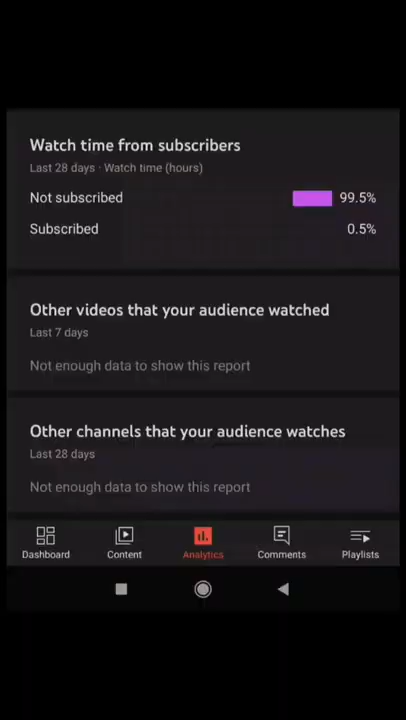 Watch time from subscribers
Last 28 days · Watch time (hours)
Not subscribed 99.5%
Subscribed 0.5%
Other videos that your audience watched
Last 7 days
Not enough data to show this report
Other channels that your audience watches
Last 28 days
Not enough data to show this report
Dashboard Content Analytics Comments Playlists